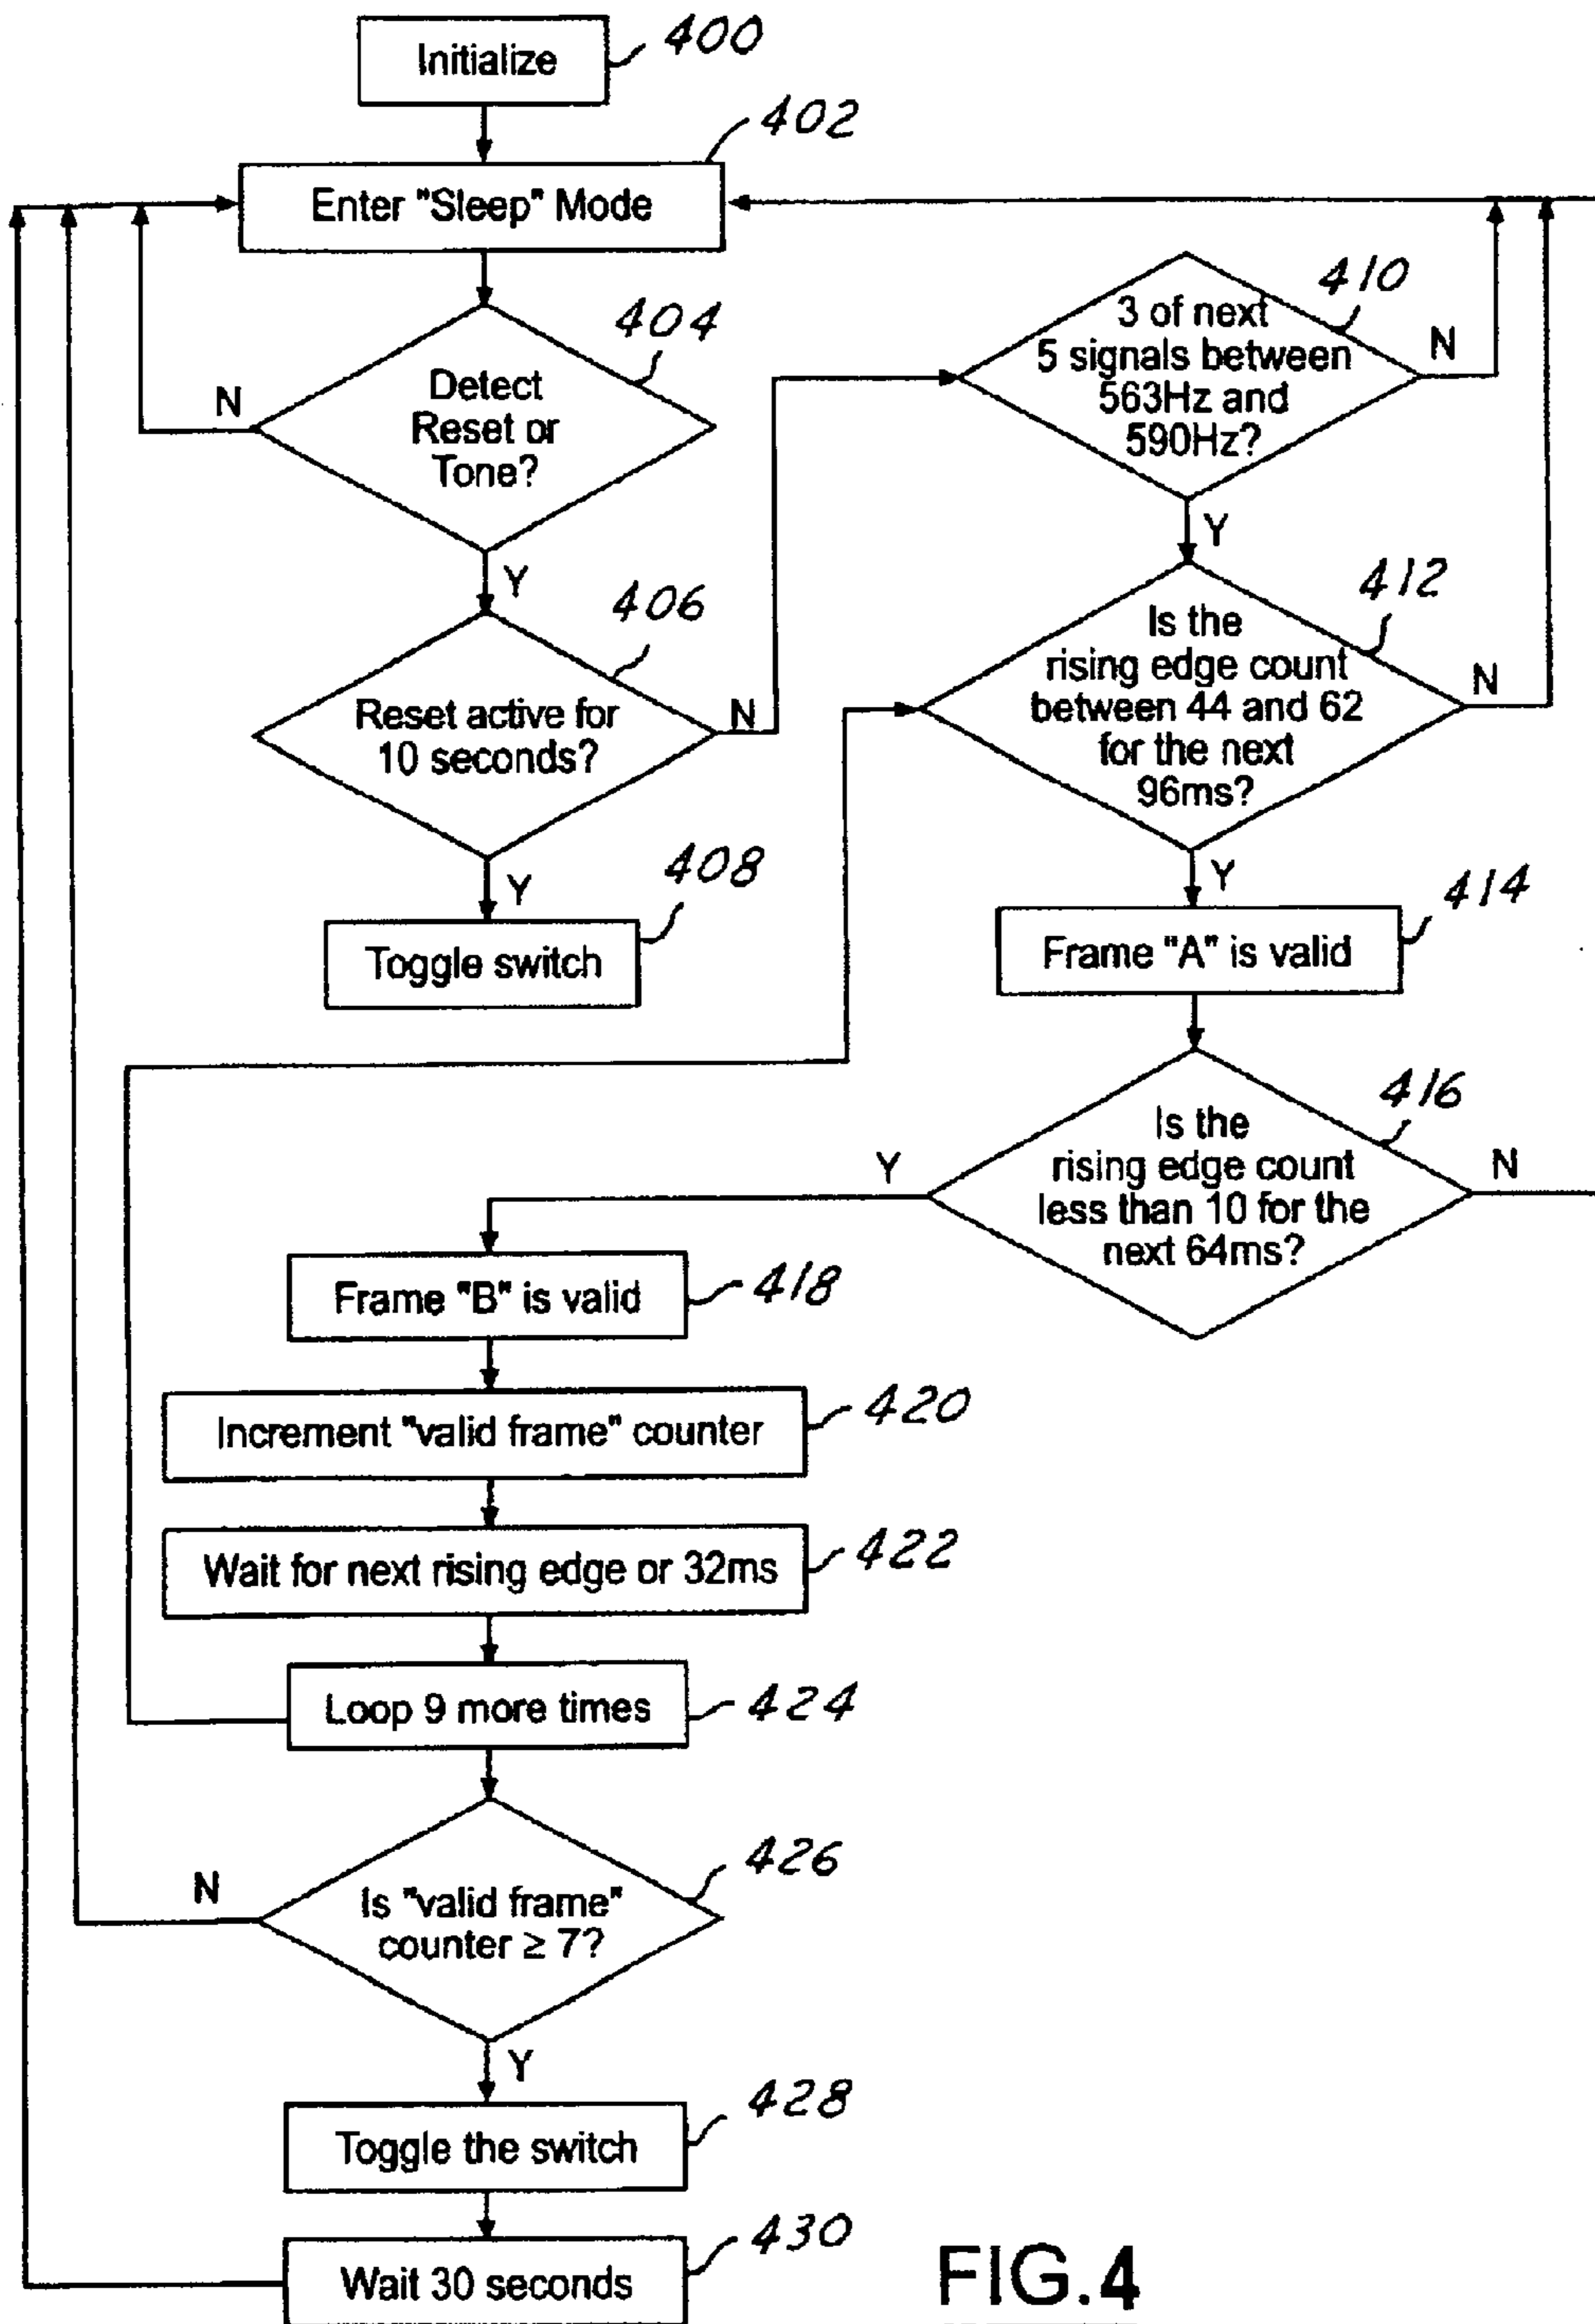 Initialize
400
402
Enter "Sleep" Mode
404
Detect
Reset or
Tone?
N
Y
406
Reset active for
10 seconds?
N
Y
408
Toggle switch
410
3 of next
5 signals between
563Hz and
590Hz?
N
Y
412
Is the
rising edge count
between 44 and 62
for the next
96ms?
N
Y
414
Frame "A" is valid
416
Is the
rising edge count
less than 10 for the
next 64ms?
N
Y
Frame "B" is valid
418
Increment "valid frame" counter
420
Wait for next rising edge or 32ms
422
Loop 9 more times
424
426
Is "valid frame"
counter ≥ 7?
N
Y
428
Toggle the switch
430
Wait 30 seconds
FIG.4